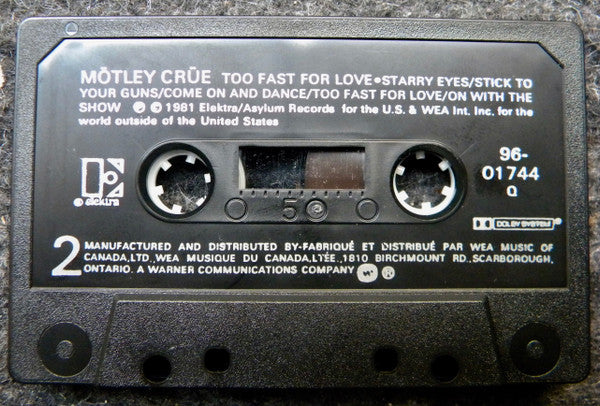 MÖTLEY CRÜE TOO FAST FOR LOVE•STARRY EYES/STICK TO
YOUR GUNS/COME ON AND DANCE/TOO FAST FOR LOVE/ON WITH THE
SHOW Ⓟ © 1981 Elektra/Asylum Records for the U.S. & WEA Int. Inc. for the
world outside of the United States
96-
01744
Q
elektra
5
DOLBY SYSTEM
2
MANUFACTURED AND DISTRIBUTED BY-FABRIQUÉ ET DISTRIBUÉ PAR WEA MUSIC OF
CANADA,LTD.,WEA MUSIQUE DU CANADA,LTÉE.,1810 BIRCHMOUNT RD.,SCARBOROUGH,
ONTARIO. A WARNER COMMUNICATIONS COMPANY ®